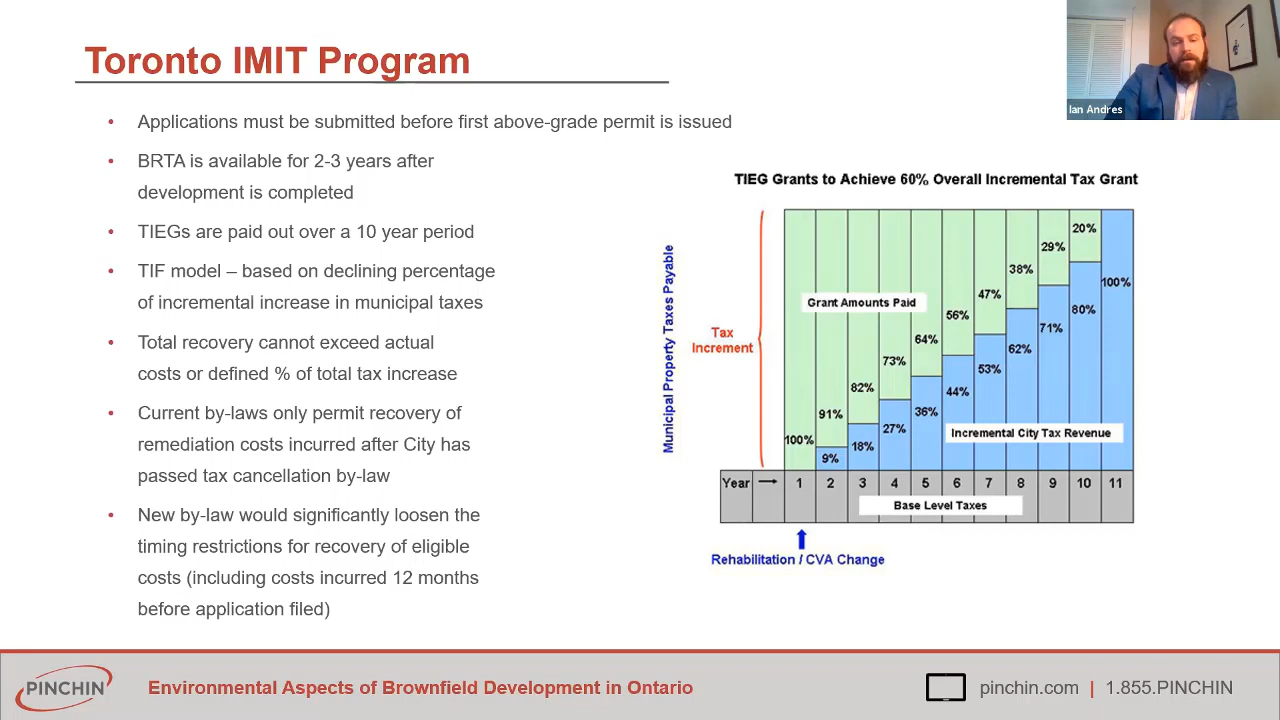 Toronto IMIT Program
Ian Andres
• Applications must be submitted before first above-grade permit is issued
• BRTA is available for 2-3 years after
development is completed
• TIEGs are paid out over a 10 year period
• TIF model – based on declining percentage
of incremental increase in municipal taxes
• Total recovery cannot exceed actual
costs or defined % of total tax increase
• Current by-laws only permit recovery of
remediation costs incurred after City has
passed tax cancellation by-law
• New by-law would significantly loosen the
timing restrictions for recovery of eligible
costs (including costs incurred 12 months
before application filed)
TIEG Grants to Achieve 60% Overall Incremental Tax Grant
Municipal Property Taxes Payable
Tax
Increment
Grant Amounts Paid
100% 91% 82% 73% 64% 56% 47% 38% 29% 20%
9% 18% 27% 36% 44% 53% 62% 71% 80% 100%
Incremental City Tax Revenue
Year → 1 2 3 4 5 6 7 8 9 10 11
Base Level Taxes
Rehabilitation / CVA Change
PINCHIN
Environmental Aspects of Brownfield Development in Ontario
pinchin.com | 1.855.PINCHIN